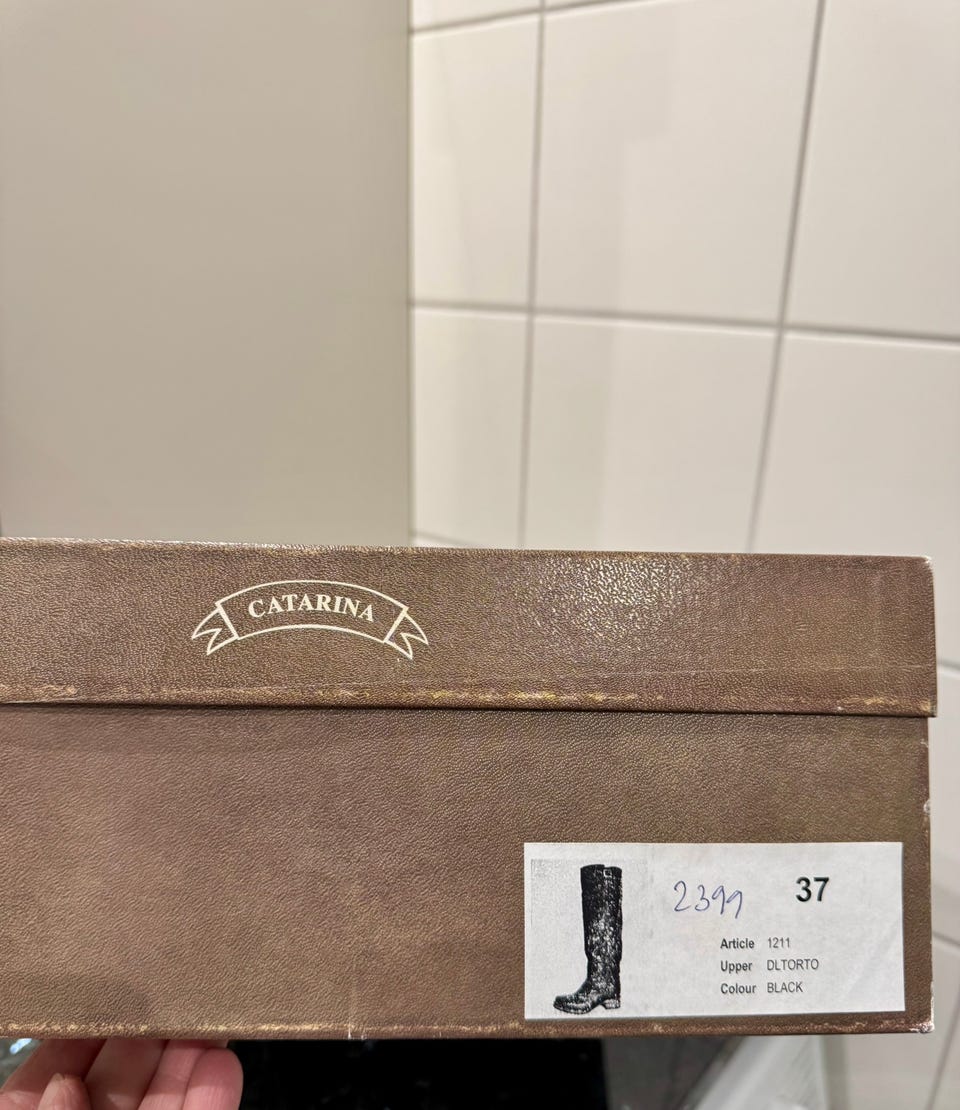 CATARINA
2399 37
Article 1211
Upper DLTORTO
Colour BLACK